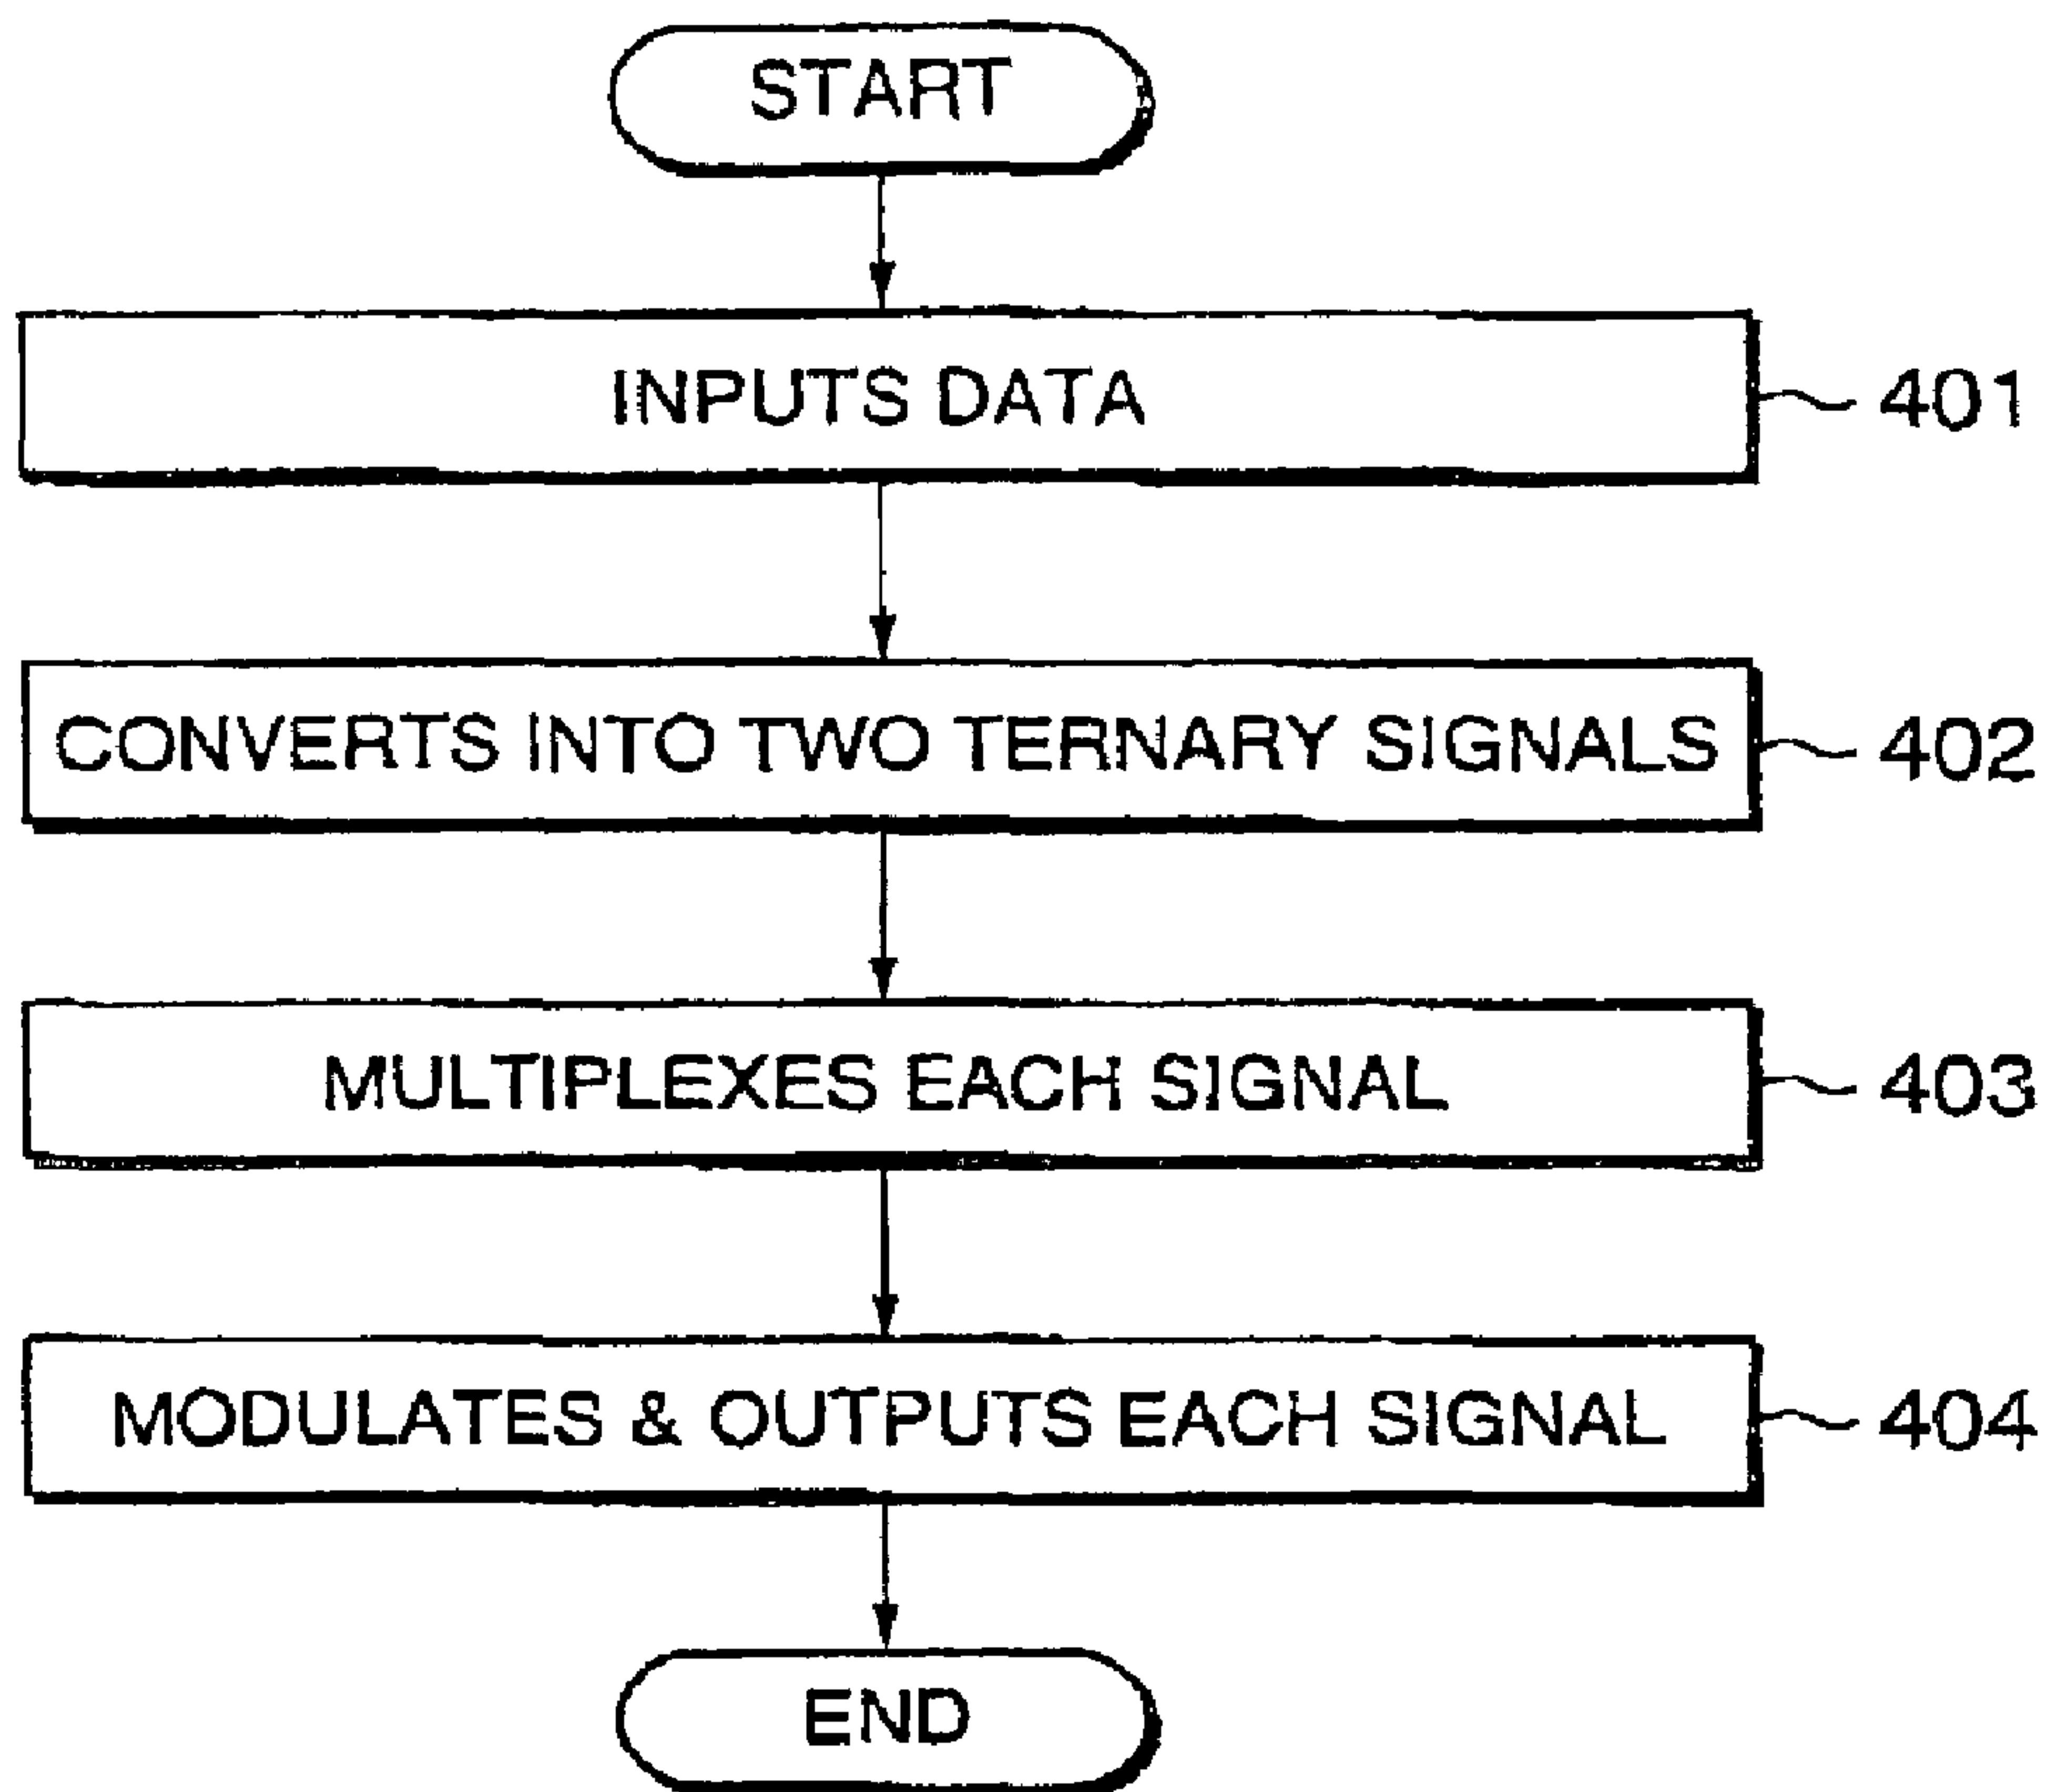 START
INPUTS DATA
401
CONVERTS INTO TWO TERNARY SIGNALS
402
MULTIPLEXES EACH SIGNAL
403
MODULATES & OUTPUTS EACH SIGNAL
404
END